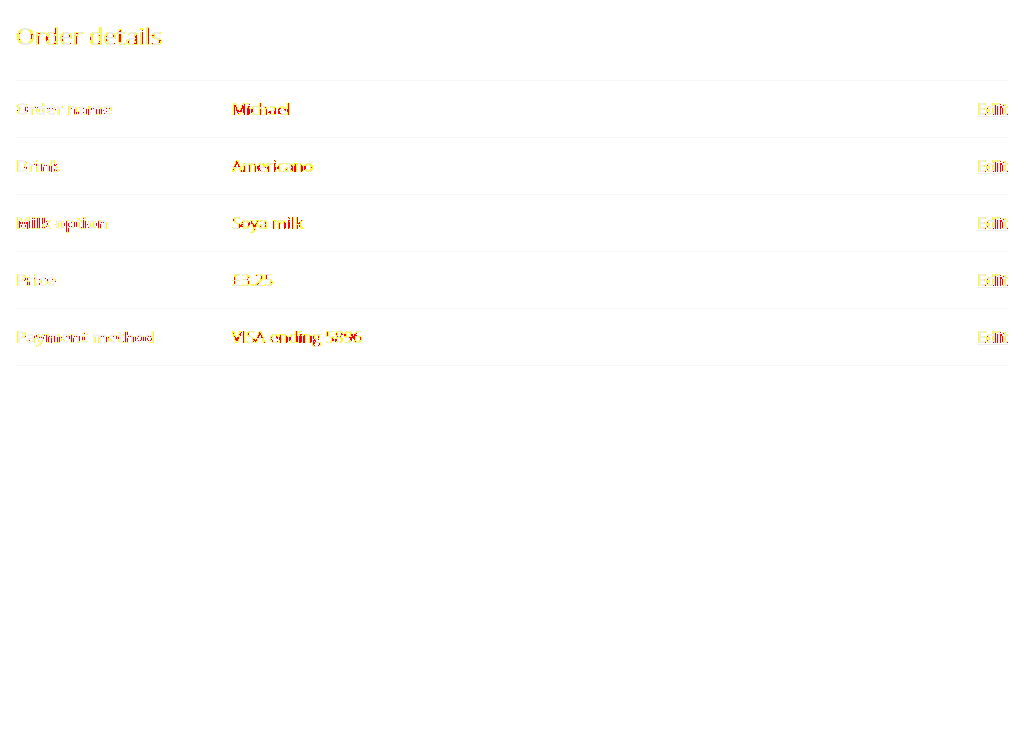 Order details
Order name Michael Edit
Drink Americano Edit
Milk option Soya milk Edit
Price £3.25 Edit
Payment method VISA ending 5896 Edit